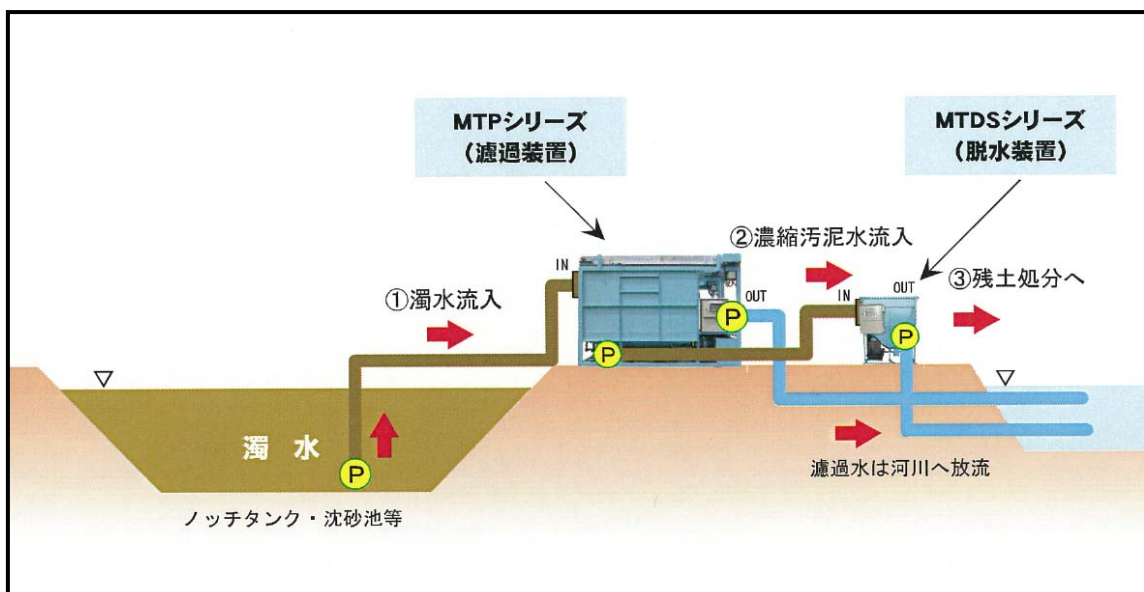 MTPシリーズ
(濾過装置)
MTDSシリーズ
(脱水装置)
②濃縮汚泥水流入
IN
①濁水流入
OUT
IN
OUT
③残土処分へ
P
P
P
P
▽
▽
濁 水
濾過水は河川へ放流
ノッチタンク・沈砂池等